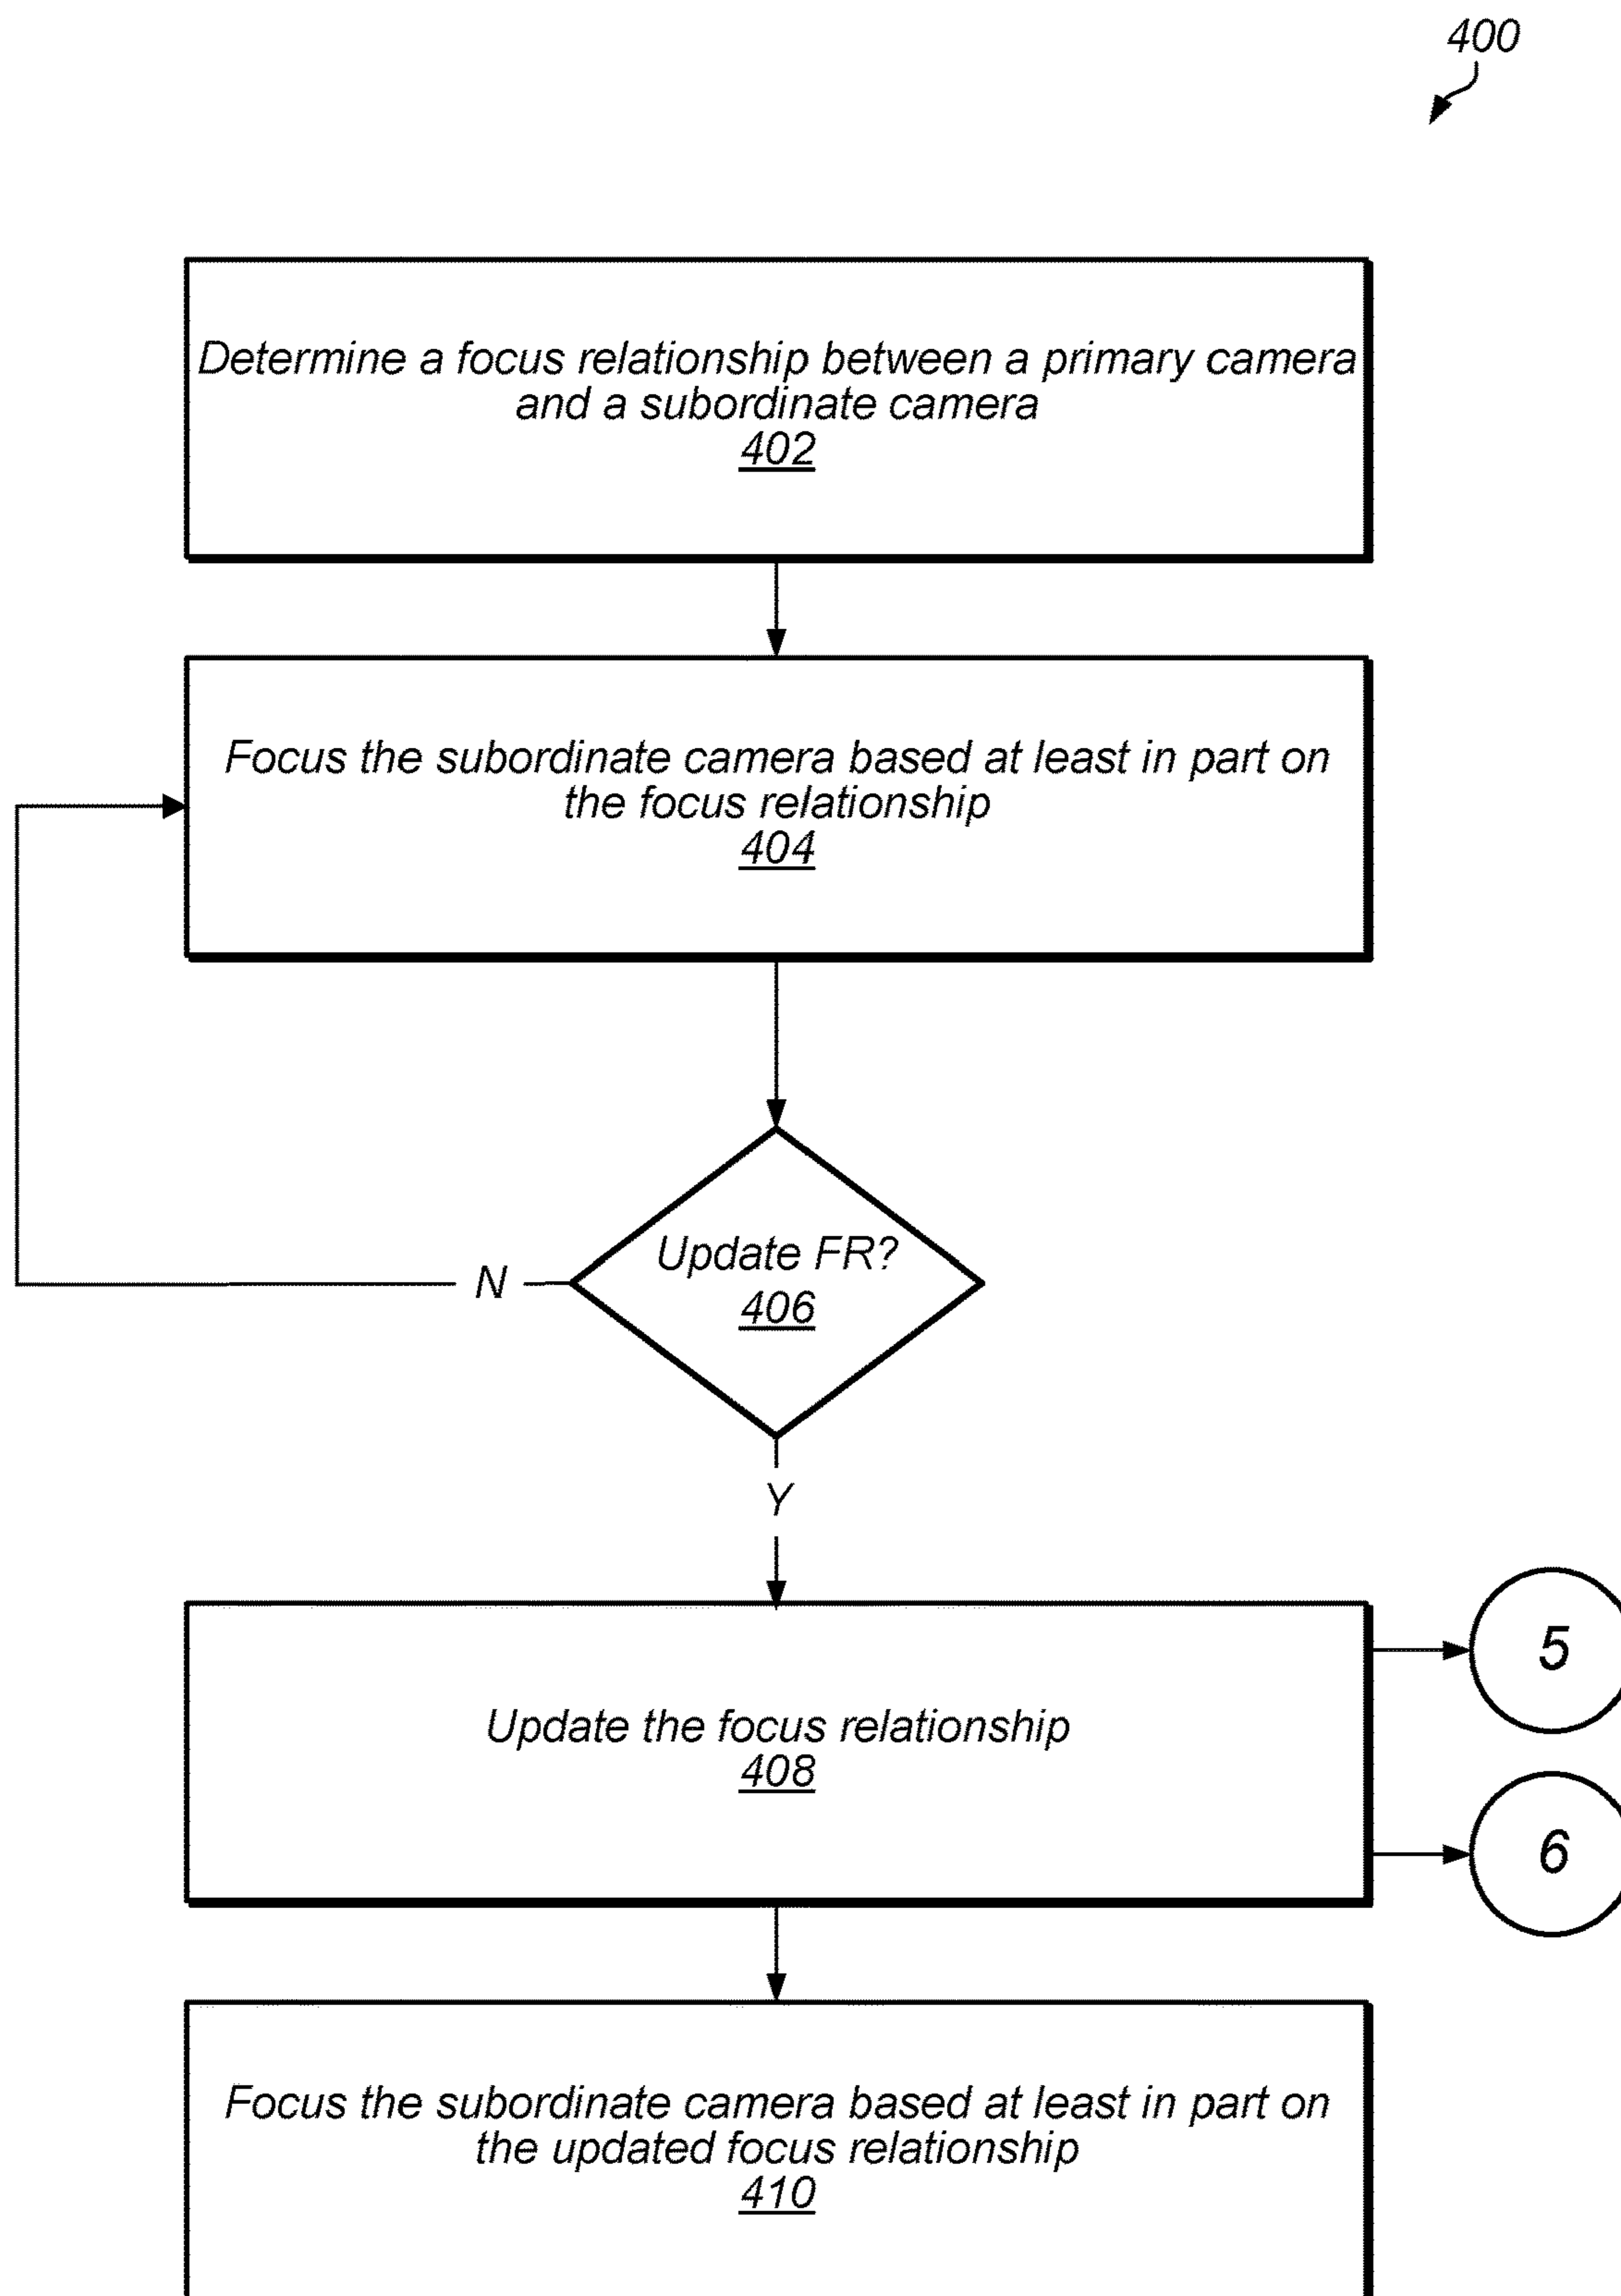 400
Determine a focus relationship between a primary camera
and a subordinate camera
402
Focus the subordinate camera based at least in part on
the focus relationship
404
Update FR?
406
N
Y
5
Update the focus relationship
408
6
Focus the subordinate camera based at least in part on
the updated focus relationship
410